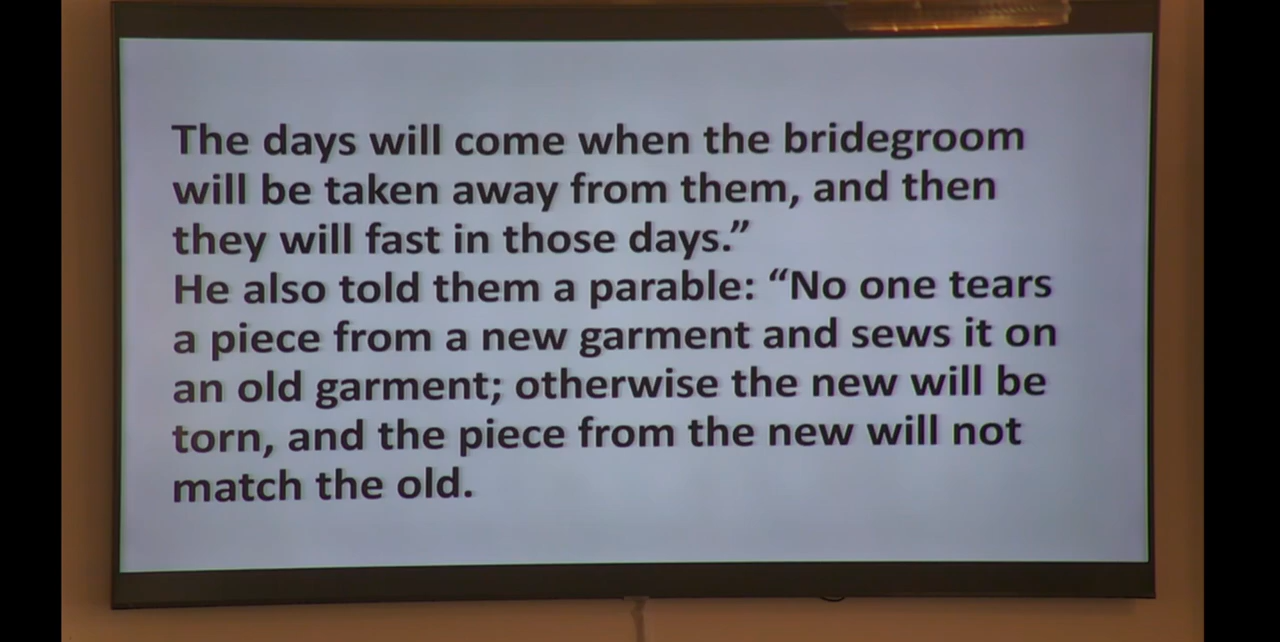 The days will come when the bridegroom
will be taken away from them, and then
they will fast in those days.”
He also told them a parable: “No one tears
a piece from a new garment and sews it on
an old garment; otherwise the new will be
torn, and the piece from the new will not
match the old.